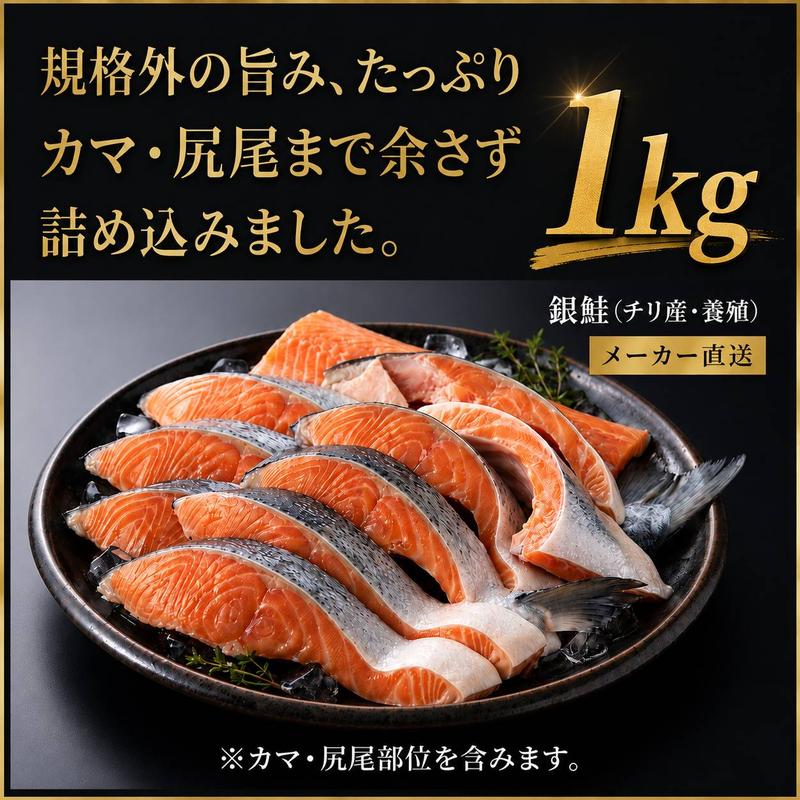 規格外の旨み、たっぷり
カマ・尻尾まで余さず
詰め込みました。
1kg
銀鮭(チリ産・養殖)
メーカー直送
※カマ・尻尾部位を含みます。